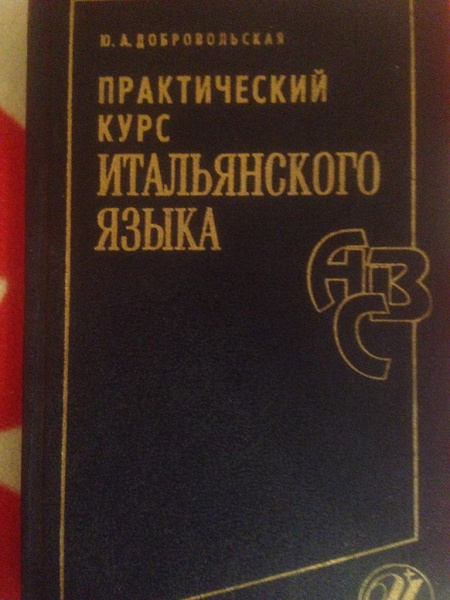 Ю. А. ДОБРОВОЛЬСКАЯ
ПРАКТИЧЕСКИЙ
КУРС
ИТАЛЬЯНСКОГО
ЯЗЫКА
A B
C